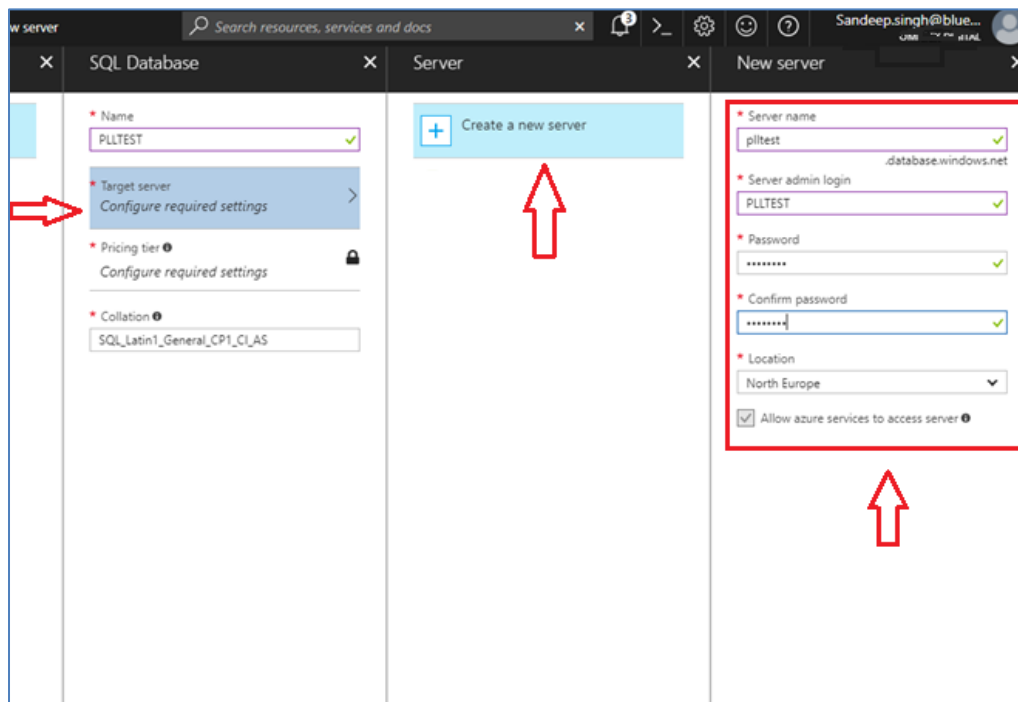 w server
Search resources, services and docs
3
Sandeep.singh@blue...
SQL Database
Server
New server
* Name
PLLTEST
* Target server
Configure required settings
* Pricing tier
Configure required settings
* Collation
SQL_Latin1_General_CP1_CI_AS
Create a new server
* Server name
plltest
.database.windows.net
* Server admin login
PLLTEST
* Password
••••••••
* Confirm password
••••••••
* Location
North Europe
Allow azure services to access server